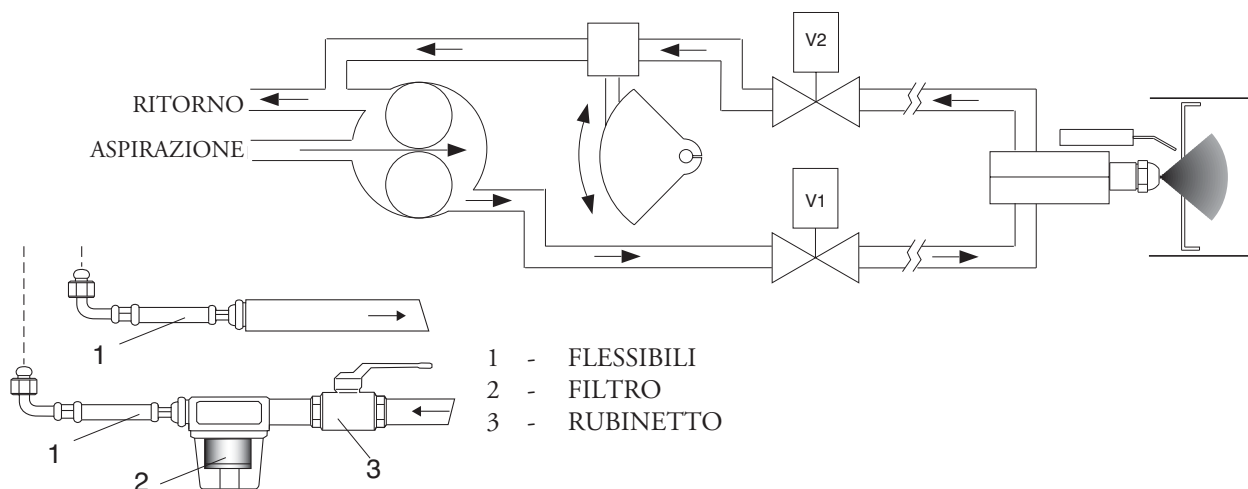 V2
RITORNO
ASPIRAZIONE
V1
1
1 - FLESSIBILI
2 - FILTRO
3 - RUBINETTO
1
2
3